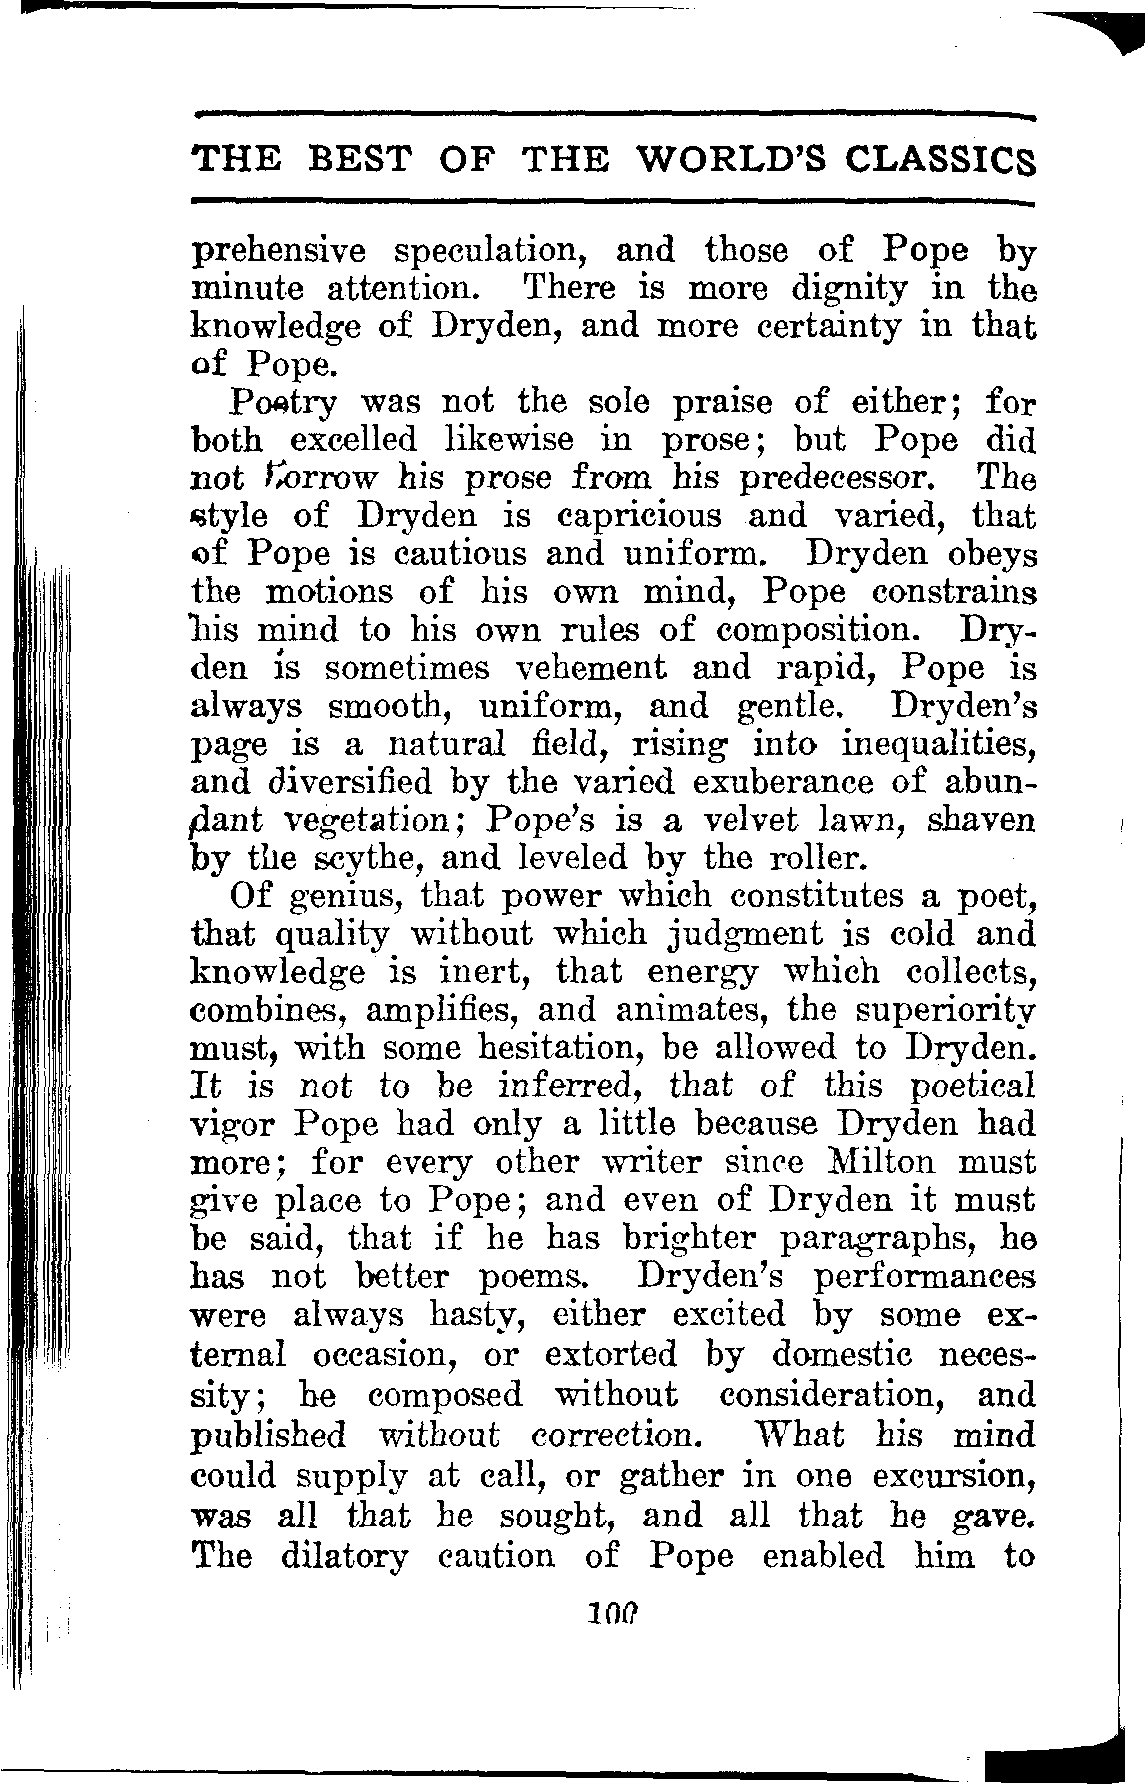 THE BEST OF THE WORLD'S CLASSICS
prehensive speculation, and those of Pope by
minute attention. There is more dignity in the
knowledge of Dryden, and more certainty in that
of Pope.
Poetry was not the sole praise of either; for
both excelled likewise in prose; but Pope did
not borrow his prose from his predecessor. The
style of Dryden is capricious and varied, that
of Pope is cautious and uniform. Dryden obeys
the motions of his own mind, Pope constrains
his mind to his own rules of composition. Dry-
den is sometimes vehement and rapid, Pope is
always smooth, uniform, and gentle. Dryden's
page is a natural field, rising into inequalities,
and diversified by the varied exuberance of abun-
dant vegetation; Pope's is a velvet lawn, shaven
by the scythe, and leveled by the roller.
Of genius, that power which constitutes a poet,
that quality without which judgment is cold and
knowledge is inert, that energy which collects,
combines, amplifies, and animates, the superiority
must, with some hesitation, be allowed to Dryden.
It is not to be inferred, that of this poetical
vigor Pope had only a little because Dryden had
more; for every other writer since Milton must
give place to Pope; and even of Dryden it must
be said, that if he has brighter paragraphs, he
has not better poems. Dryden's performances
were always hasty, either excited by some ex-
ternal occasion, or extorted by domestic neces-
sity; he composed without consideration, and
published without correction. What his mind
could supply at call, or gather in one excursion,
was all that he sought, and all that he gave.
The dilatory caution of Pope enabled him to
100